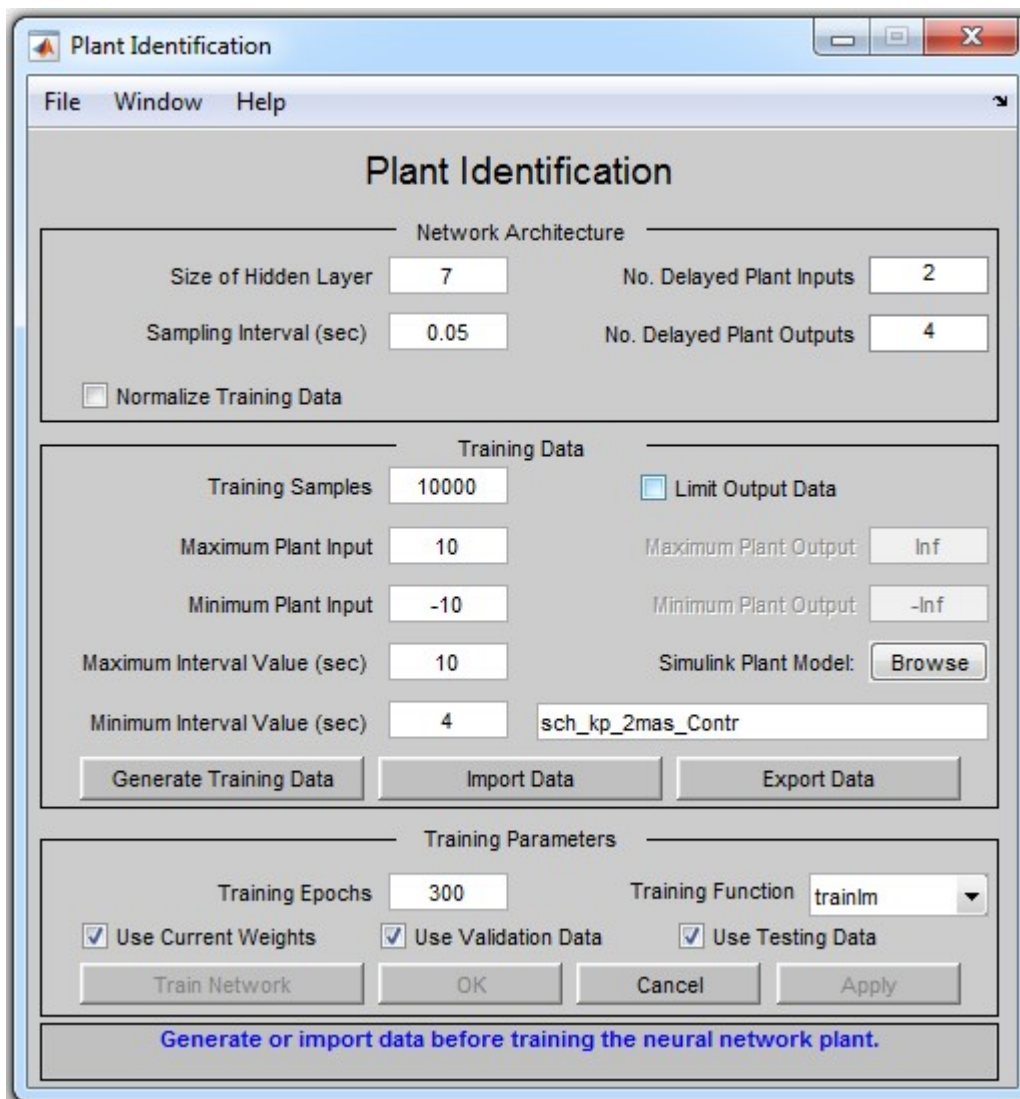 Plant Identification
File Window Help
Plant Identification
Network Architecture
Size of Hidden Layer 7 No. Delayed Plant Inputs 2
Sampling Interval (sec) 0.05 No. Delayed Plant Outputs 4
Normalize Training Data
Training Data
Training Samples 10000 Limit Output Data
Maximum Plant Input 10 Maximum Plant Output Inf
Minimum Plant Input -10 Minimum Plant Output -Inf
Maximum Interval Value (sec) 10 Simulink Plant Model: Browse
Minimum Interval Value (sec) 4 sch_kp_2mas_Contr
Generate Training Data Import Data Export Data
Training Parameters
Training Epochs 300 Training Function trainlm
Use Current Weights Use Validation Data Use Testing Data
Train Network OK Cancel Apply
Generate or import data before training the neural network plant.